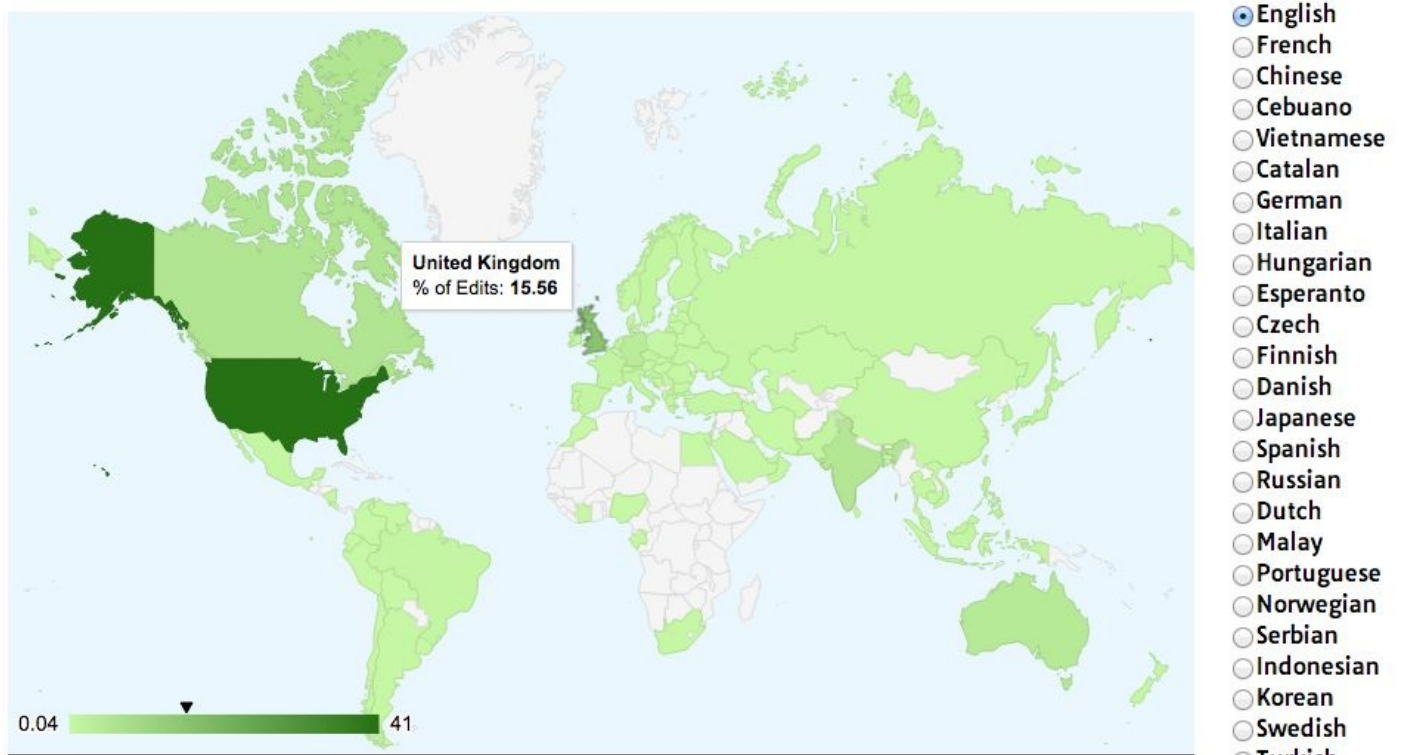 United Kingdom
% of Edits: 15.56
0.04
41
English
French
Chinese
Cebuano
Vietnamese
Catalan
German
Italian
Hungarian
Esperanto
Czech
Finnish
Danish
Japanese
Spanish
Russian
Dutch
Malay
Portuguese
Norwegian
Serbian
Indonesian
Korean
Swedish
Turkish